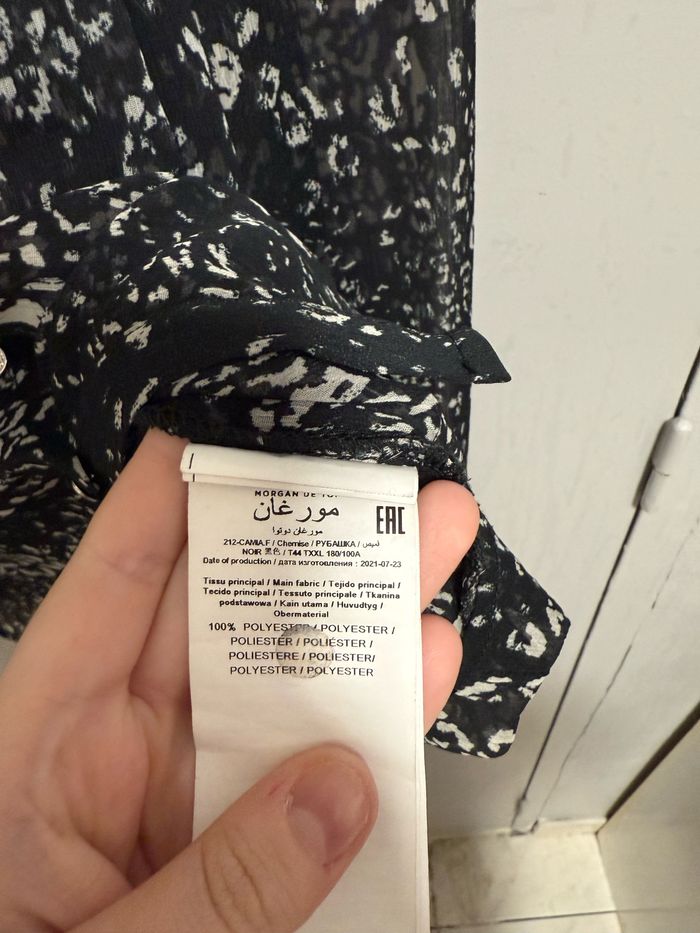 MORGAN DE
مورغان
EAC
مورغان دوتوا
212-CAMIA.F / Chemise / РУБАШКА / قميص
NOIR 黑色 / T44 TXXL 180/100A
Date of production / дата изготовления : 2021-07-23
Tissu principal / Main fabric / Tejido principal /
Tecido principal / Tessuto principale / Tkanina
podstawowa / Kain utama / Huvudtyg /
Obermaterial
100% POLYESTER / POLYESTER /
POLIESTER / POLIÉSTER /
POLIESTERE / POLIESTER/
POLYESTER / POLYESTER